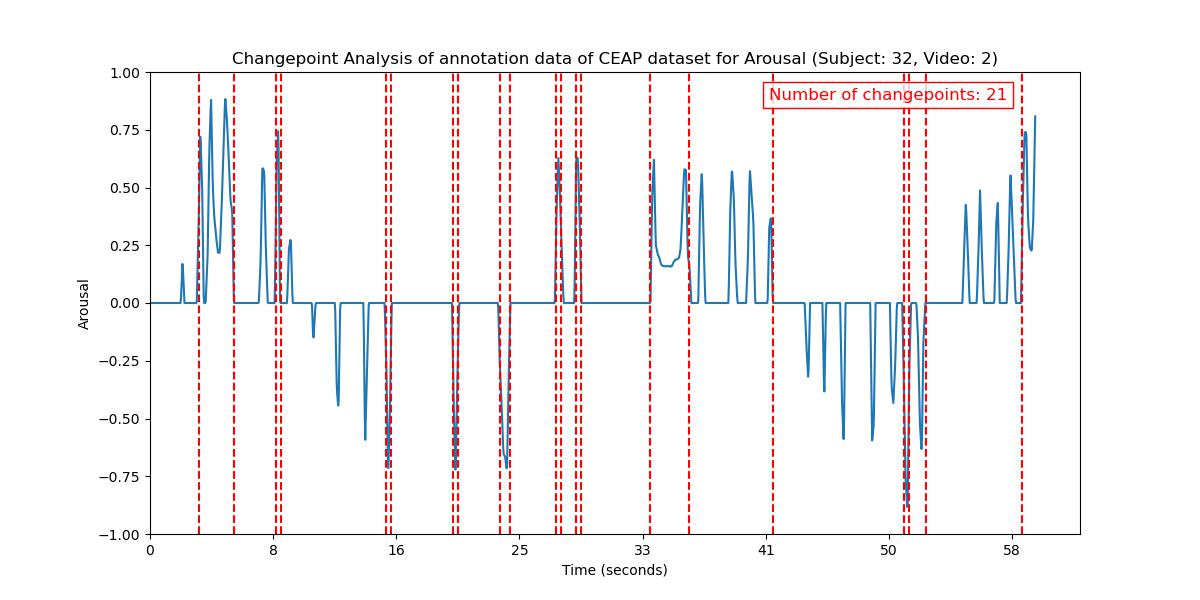 Changepoint Analysis of annotation data of CEAP dataset for Arousal (Subject: 32, Video: 2)
Number of changepoints: 21
Arousal
1.00
0.75
0.50
0.25
0.00
−0.25
−0.50
−0.75
−1.00
0 8 16 25 33 41 50 58
Time (seconds)